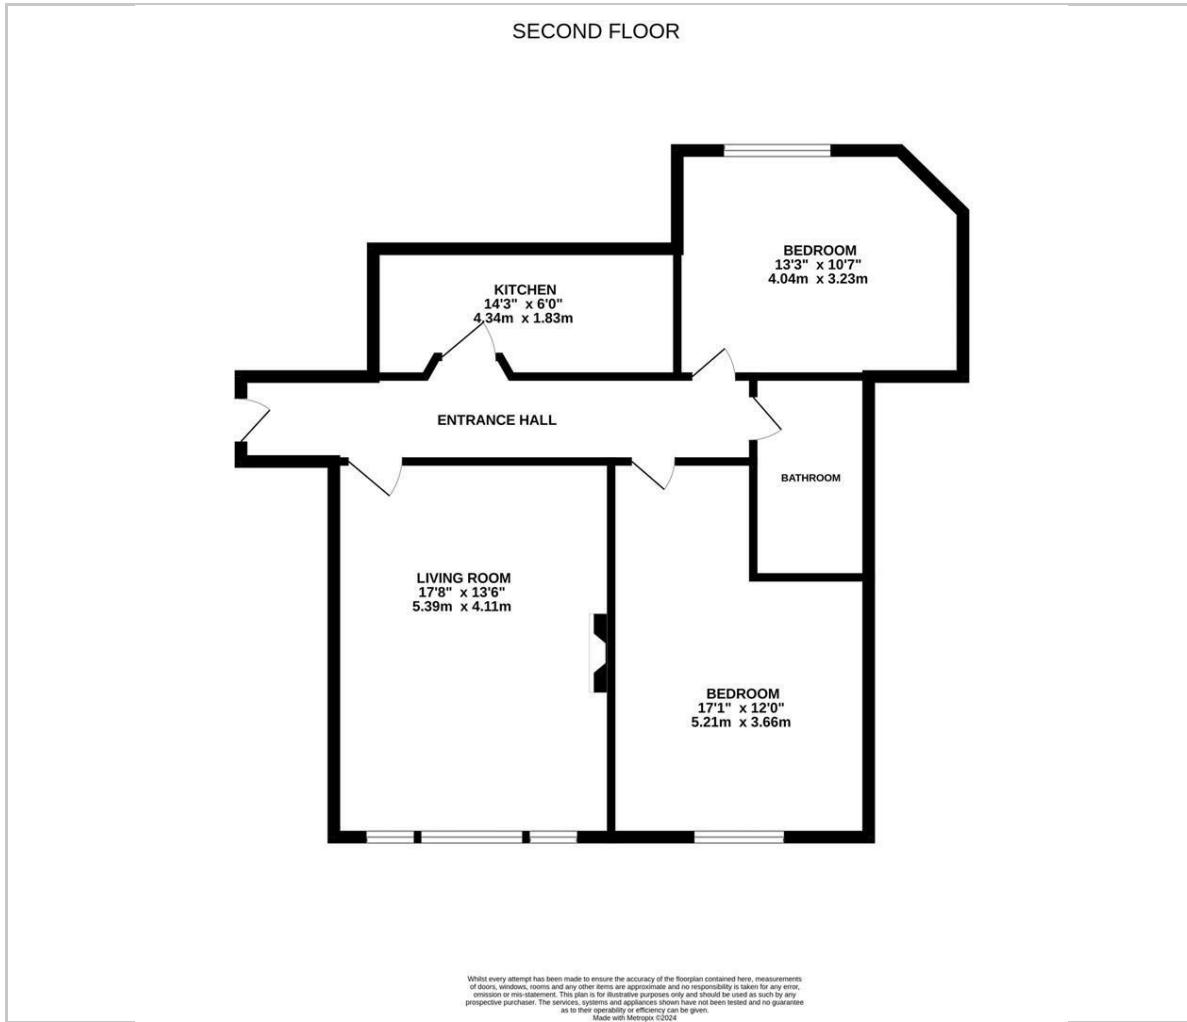 SECOND FLOOR
BEDROOM
13'3" x 10'7"
4.04m x 3.23m
KITCHEN
14'3" x 6'0"
4.34m x 1.83m
ENTRANCE HALL
BATHROOM
LIVING ROOM
17'8" x 13'6"
5.39m x 4.11m
BEDROOM
17'1" x 12'0"
5.21m x 3.66m
Whilst every attempt has been made to ensure the accuracy of the floorplan contained here, measurements
of doors, windows, rooms and any other items are approximate and no responsibility is taken for any error,
omission or mis-statement. This plan is for illustrative purposes only and should be used as such by any
prospective purchaser. The services, systems and appliances shown have not been tested and no guarantee
as to their operability or efficiency can be given.
Made with Metropix ©2024